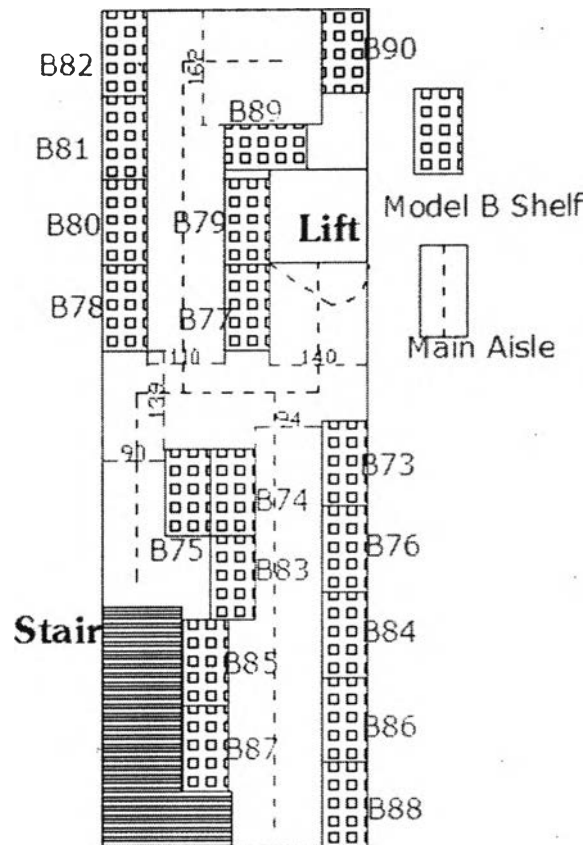 B82
162
B90
B89
B81
Model B Shelf
B80
B79
Lift
B78
B77
Main Aisle
110
140
139
94
90
B73
B74
B75
B76
B83
Stair
B84
B85
B86
B87
B88